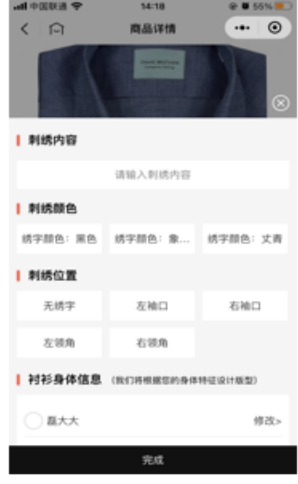 中国联通 14:18 55%
商品详情
刺绣内容
请输入刺绣内容
刺绣颜色
绣字颜色：黑色 绣字颜色：象... 绣字颜色：丈青
刺绣位置
无绣字 左袖口 右袖口
左领角 右领角
衬衫身体信息 （我们将根据您的身体特征设计版型）
磊大大 修改>
完成